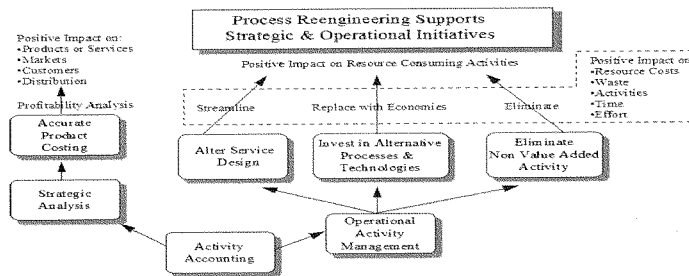 Process Reengineering Supports
Strategic & Operational Initiatives
Positive Impact on:
•Products or Services
•Markets
•Customers
•Distribution
Positive Impact on Resource Consuming Activities
Positive Impact on
•Resource Costs
•Waste
•Activities
•Time
•Effort
Profitability Analysis
Streamline
Replace with Economies
Eliminate
Accurate
Product
Costing
Alter Service
Design
Invest in Alternative
Processes &
Technologies
Eliminate
Non Value Added
Activity
Strategic
Analysis
Operational
Activity
Management
Activity
Accounting